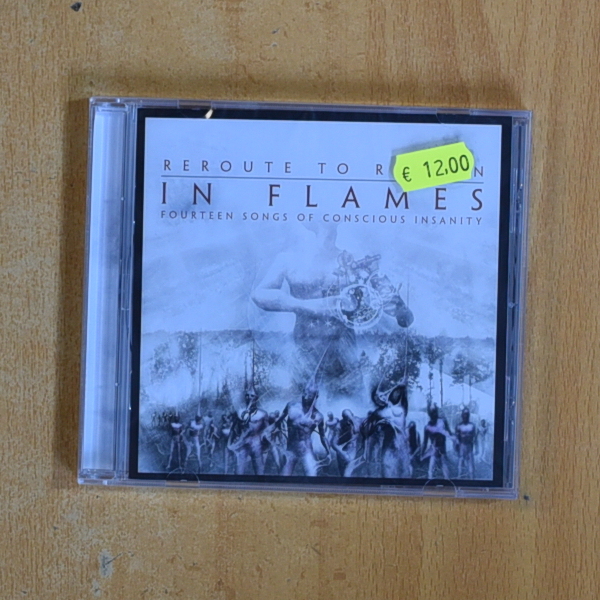 REROUTE TO R N
€ 12,00
IN FLAMES
FOURTEEN SONGS OF CONSCIOUS INSANITY